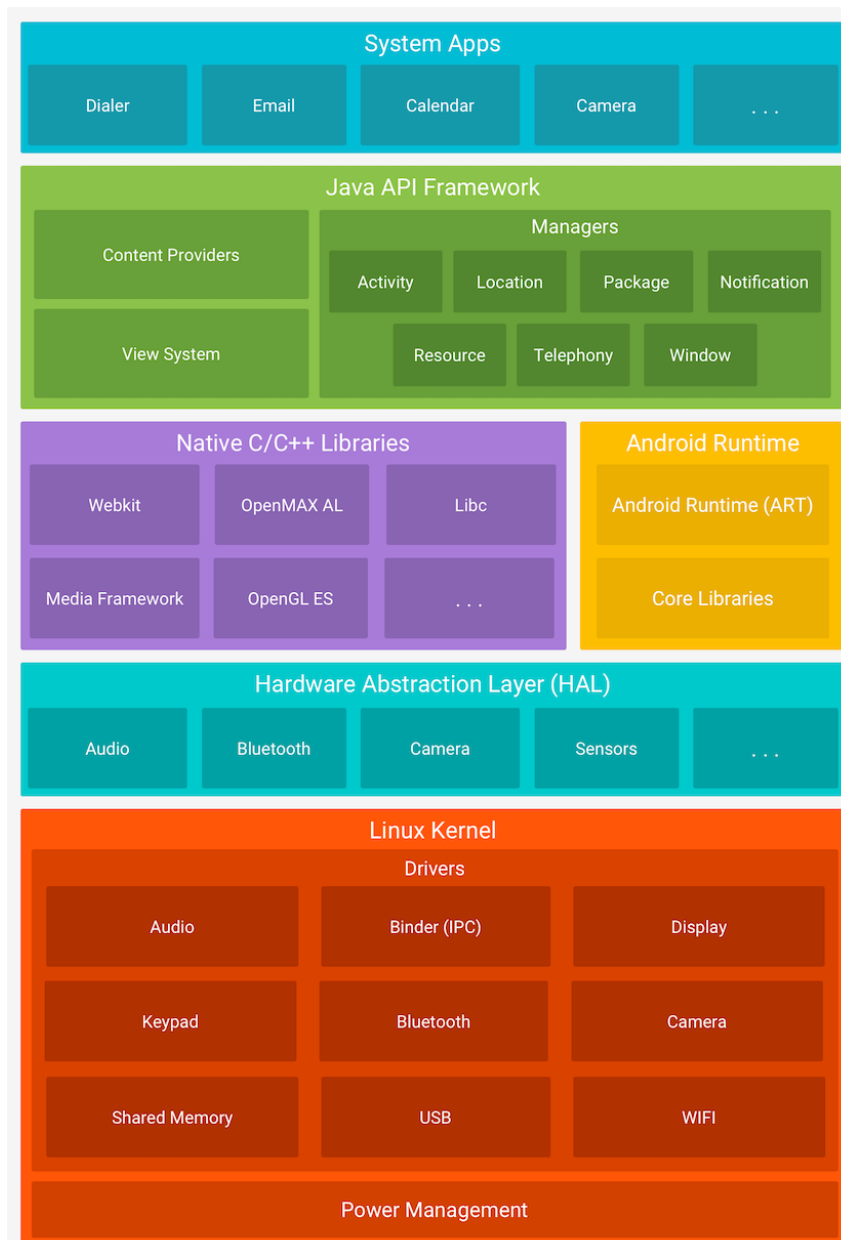 System Apps
Dialer Email Calendar Camera . . .
Java API Framework
Content Providers
View System
Managers
Activity Location Package Notification
Resource Telephony Window
Native C/C++ Libraries
Webkit OpenMAX AL Libc
Media Framework OpenGL ES . . .
Android Runtime
Android Runtime (ART)
Core Libraries
Hardware Abstraction Layer (HAL)
Audio Bluetooth Camera Sensors . . .
Linux Kernel
Drivers
Audio Binder (IPC) Display
Keypad Bluetooth Camera
Shared Memory USB WIFI
Power Management